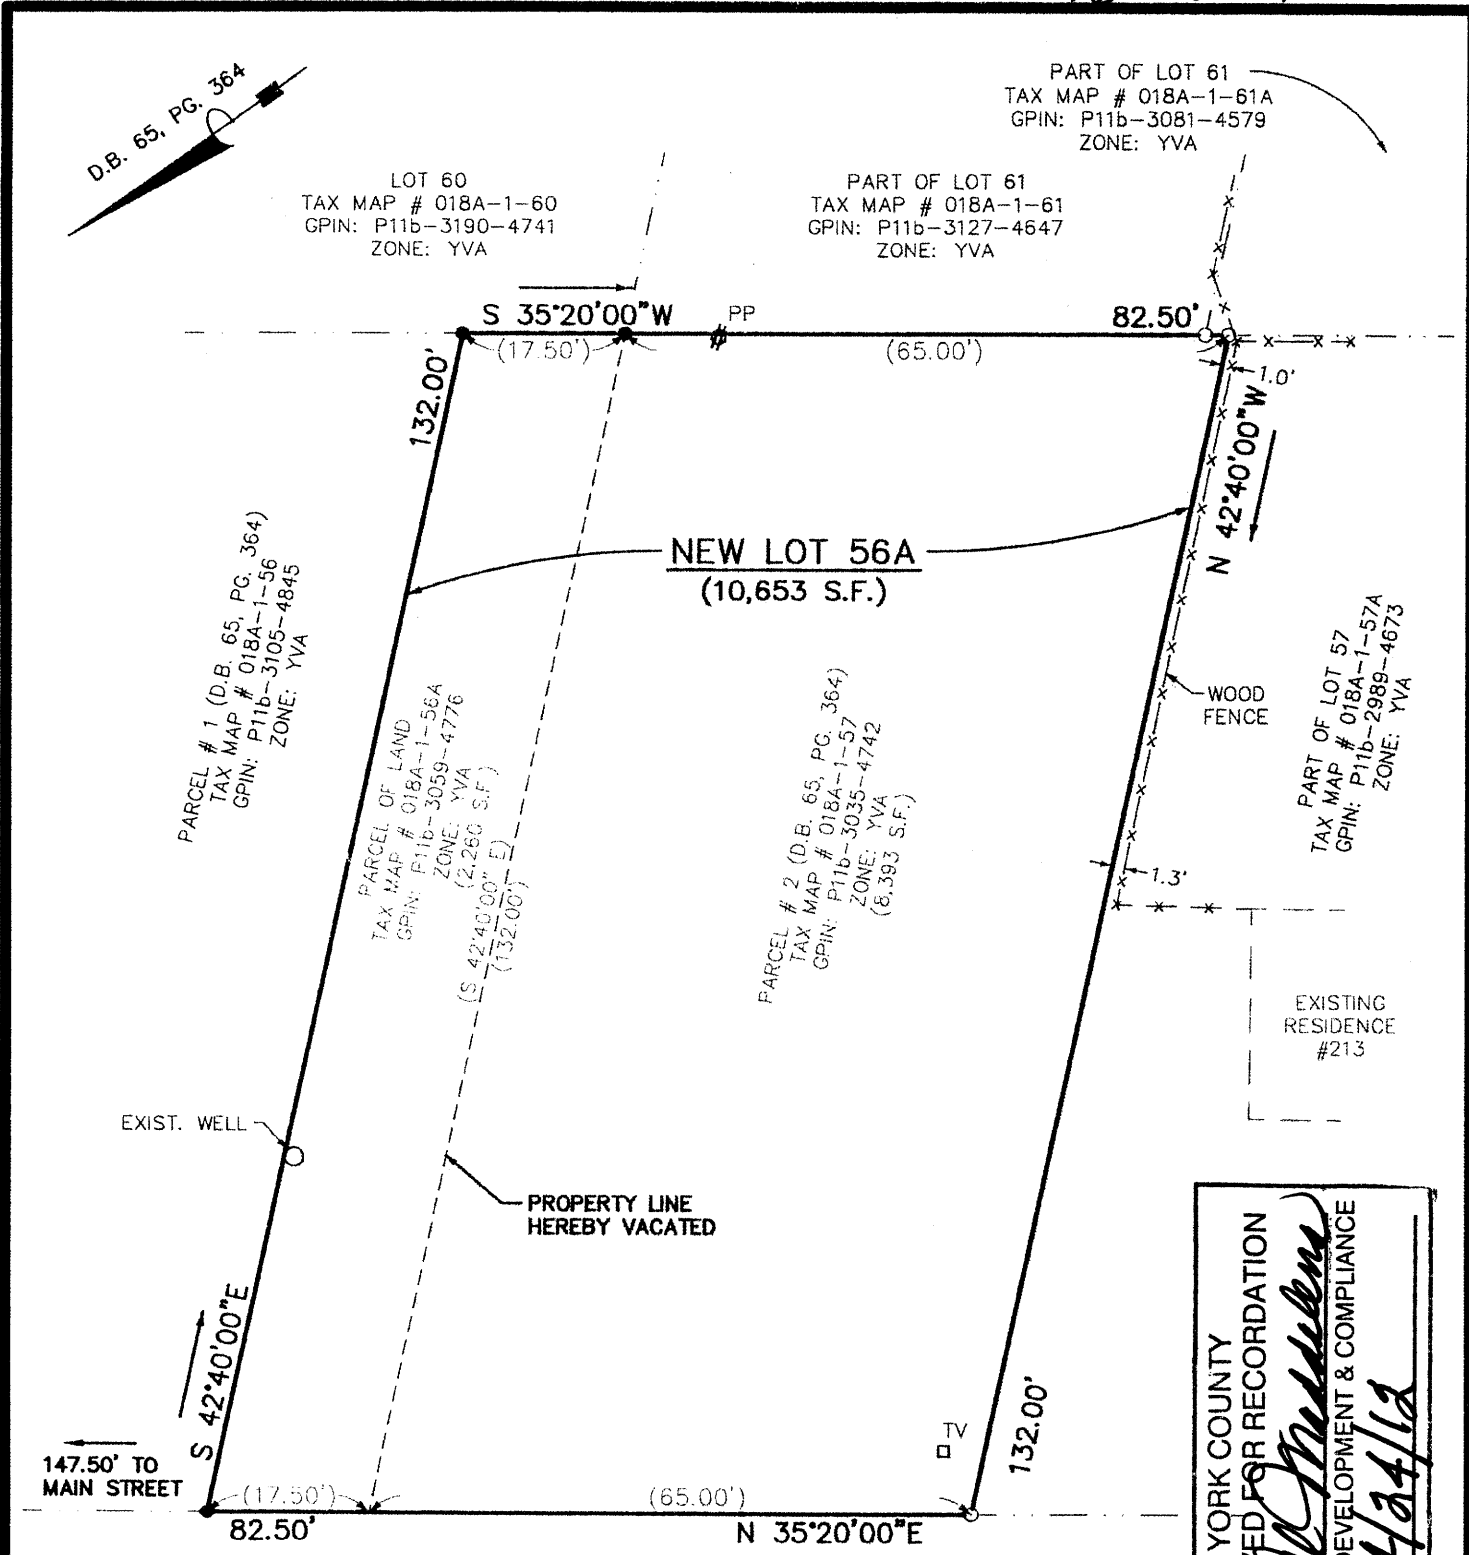 D.B. 65, PG. 364
PART OF LOT 61
TAX MAP # 018A-1-61A
GPIN: P11b-3081-4579
ZONE: YVA
LOT 60
TAX MAP # 018A-1-60
GPIN: P11b-3190-4741
ZONE: YVA
PART OF LOT 61
TAX MAP # 018A-1-61
GPIN: P11b-3127-4647
ZONE: YVA
S 35°20'00"W
PP
82.50'
(17.50')
(65.00')
132.00'
1.0'
N 42°40'00"W
NEW LOT 56A
(10,653 S.F.)
PARCEL # 1 (D.B. 65, PG. 364)
TAX MAP # 018A-1-56
GPIN: P11b-3105-4845
ZONE: YVA
PARCEL OF LAND
TAX MAP # 018A-1-56A
GPIN: P11b-3059-4776
ZONE: YVA
(2,260 S.F.)
(S 42°40'00" E)
(132.00')
PARCEL # 2 (D.B. 65, PG. 364)
TAX MAP # 018A-1-57
GPIN: P11b-3035-4742
ZONE: YVA
(8,393 S.F.)
WOOD
FENCE
PART OF LOT 57
TAX MAP # 018A-1-57A
GPIN: P11b-2989-4673
ZONE: YVA
1.3'
EXISTING
RESIDENCE
#213
EXIST. WELL
PROPERTY LINE
HEREBY VACATED
S 42°40'00"E
147.50' TO
MAIN STREET
TV
132.00'
(17.50')
(65.00')
82.50'
N 35°20'00"E
YORK COUNTY
FOR RECORDATION
DEVELOPMENT & COMPLIANCE
24/12